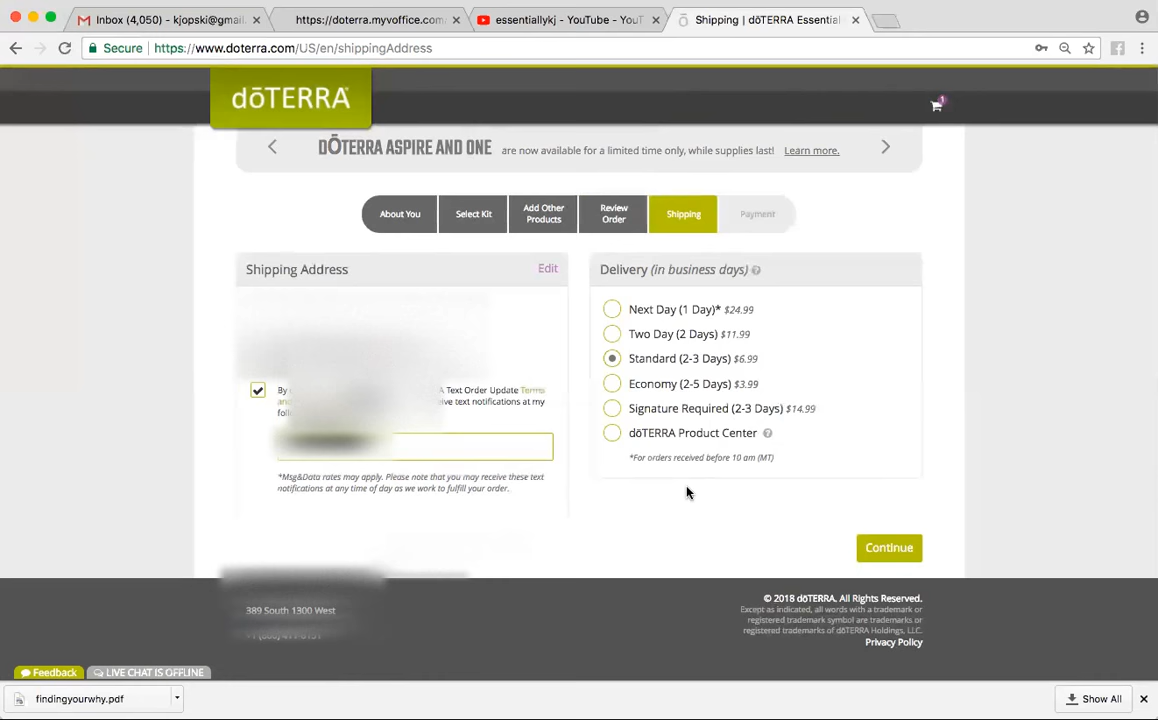 Inbox (4,050) - kjopski@gmail.
https://doterra.myvoffice.com
essentiallykj - YouTube - YouT
Shipping | dōTERRA Essential
Secure https://www.doterra.com/US/en/shippingAddress
dōTERRA
1
DŌTERRA ASPIRE AND ONE are now available for a limited time only, while supplies last! Learn more.
About You
Select Kit
Add Other Products
Review Order
Shipping
Payment
Shipping Address
Edit
By
A Text Order Update Terms
receive text notifications at my
*Msg&Data rates may apply. Please note that you may receive these text
notifications at any time of day as we work to fulfill your order.
Delivery (in business days)
Next Day (1 Day)* $24.99
Two Day (2 Days) $11.99
Standard (2-3 Days) $6.99
Economy (2-5 Days) $3.99
Signature Required (2-3 Days) $14.99
dōTERRA Product Center
*For orders received before 10 am (MT)
Continue
389 South 1300 West
© 2018 dōTERRA. All Rights Reserved.
Except as indicated, all words with a trademark or
registered trademark symbol are trademarks or
registered trademarks of dōTERRA Holdings, LLC.
Privacy Policy
Feedback
LIVE CHAT IS OFFLINE
findingyourwhy.pdf
Show All